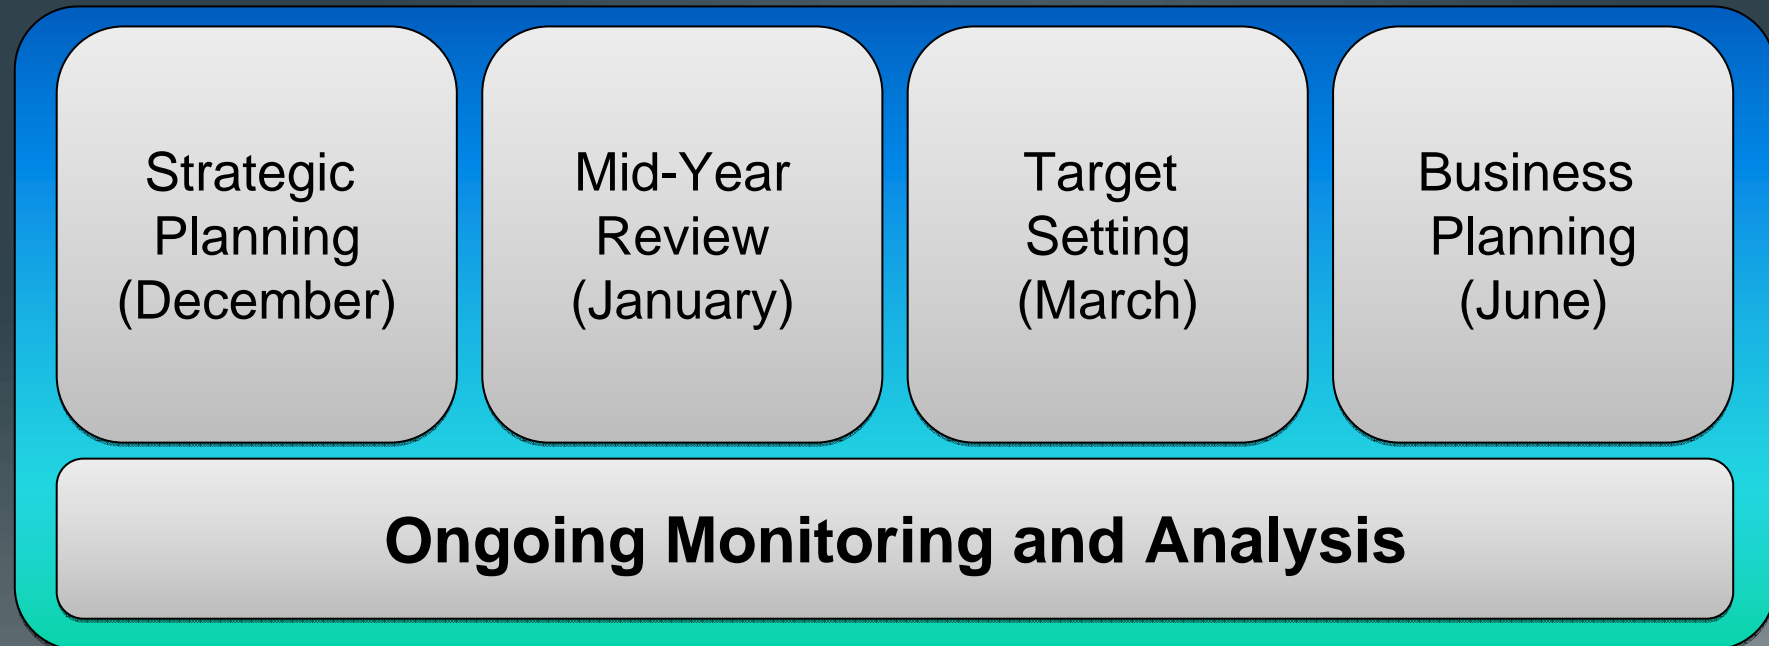 Strategic
Planning
(December)
Mid-Year
Review
(January)
Target
Setting
(March)
Business
Planning
(June)
Ongoing Monitoring and Analysis